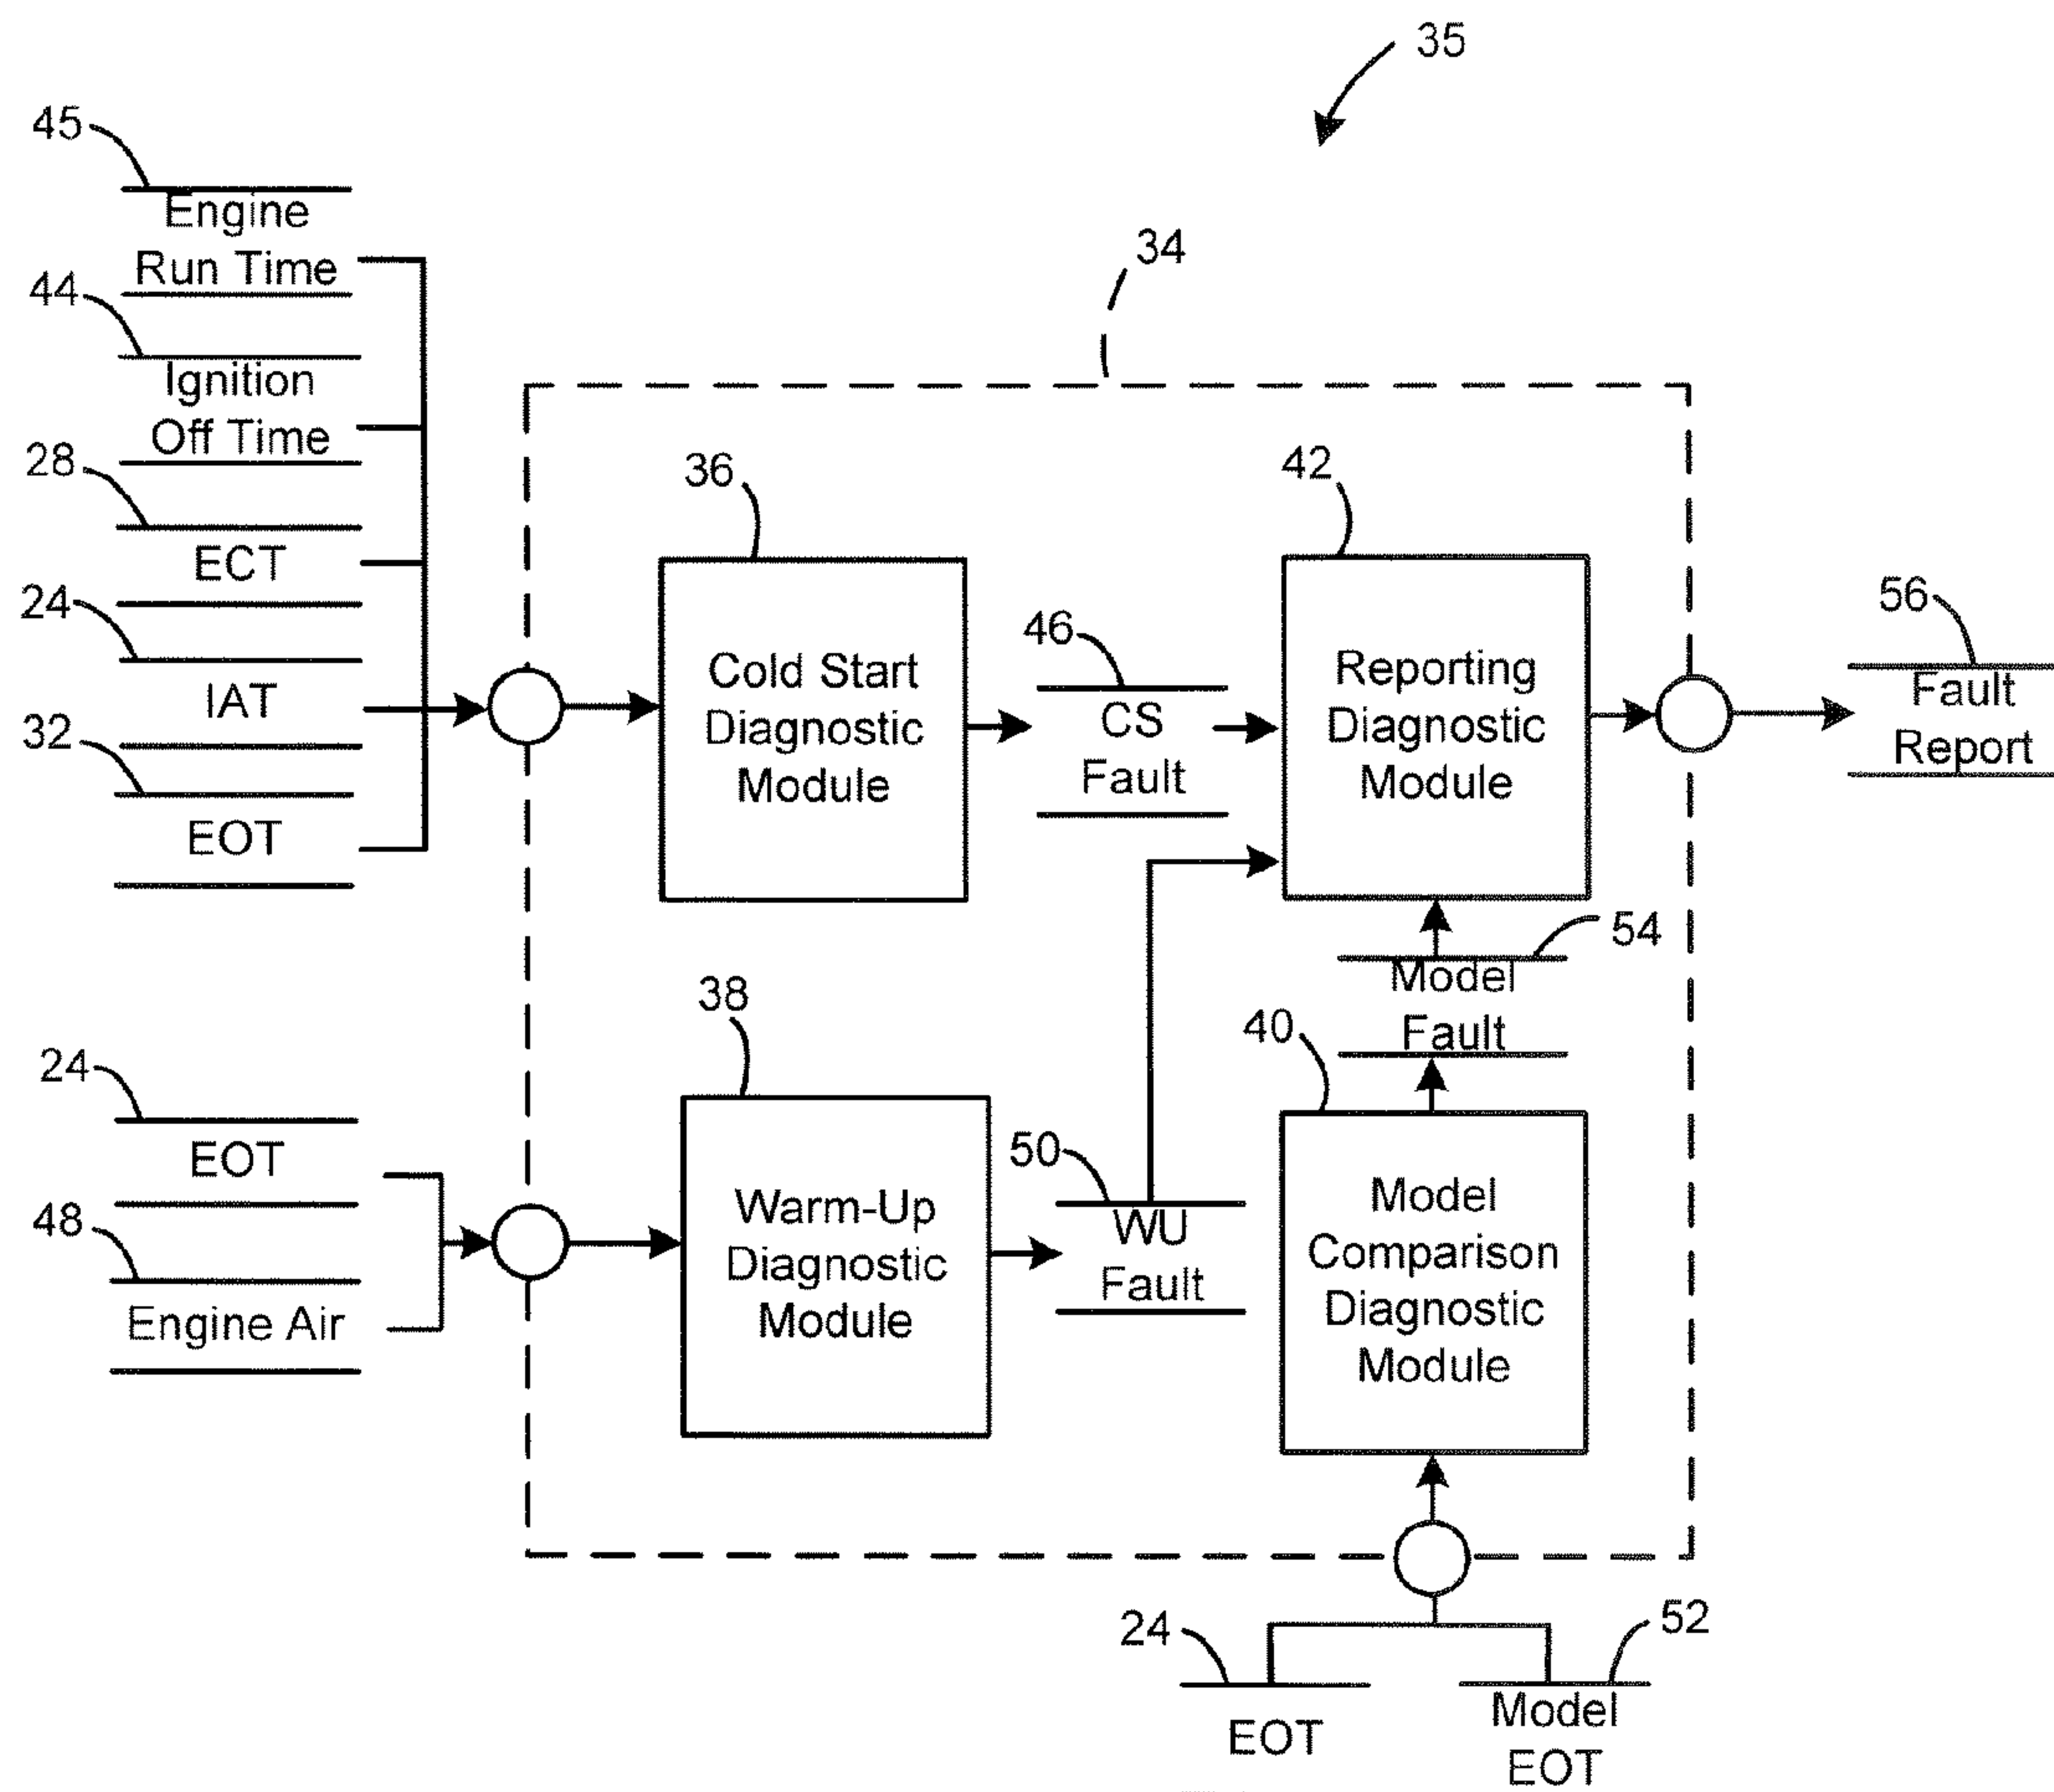 35
45
Engine
Run Time
44
Ignition
Off Time
28
ECT
24
IAT
32
EOT
34
36
Cold Start
Diagnostic
Module
46
CS
Fault
42
Reporting
Diagnostic
Module
56
Fault
Report
54
Model
Fault
24
EOT
48
Engine Air
38
Warm-Up
Diagnostic
Module
50
WU
Fault
40
Model
Comparison
Diagnostic
Module
24
EOT
52
Model
EOT